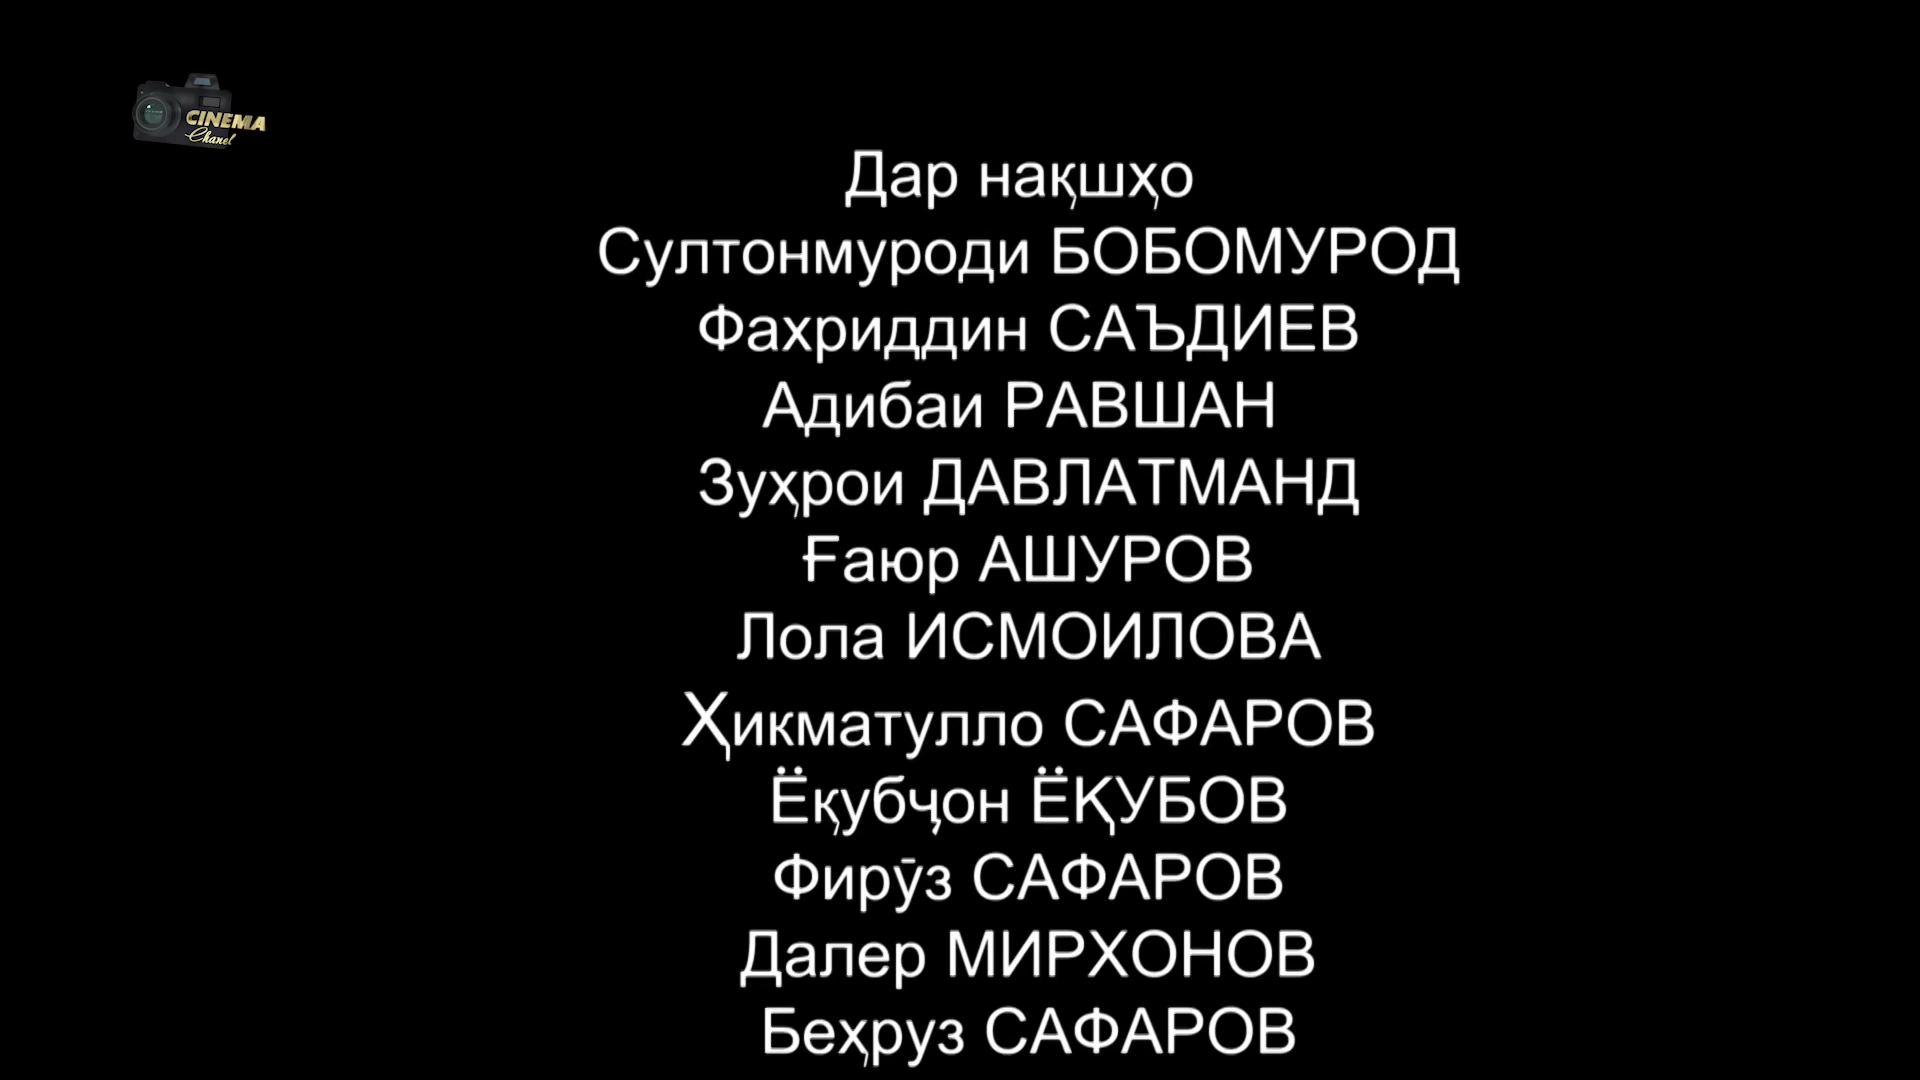 CINEMA
Chanel
Дар нақшҳо
Султонмуроди БОБОМУРОД
Фахриддин САЪДИЕВ
Адибаи РАВШАН
Зуҳрои ДАВЛАТМАНД
Ғаюр АШУРОВ
Лола ИСМОИЛОВА
Ҳикматулло САФАРОВ
Ёқубҷон ЁҚУБОВ
Фирӯз САФАРОВ
Далер МИРХОНОВ
Беҳруз САФАРОВ